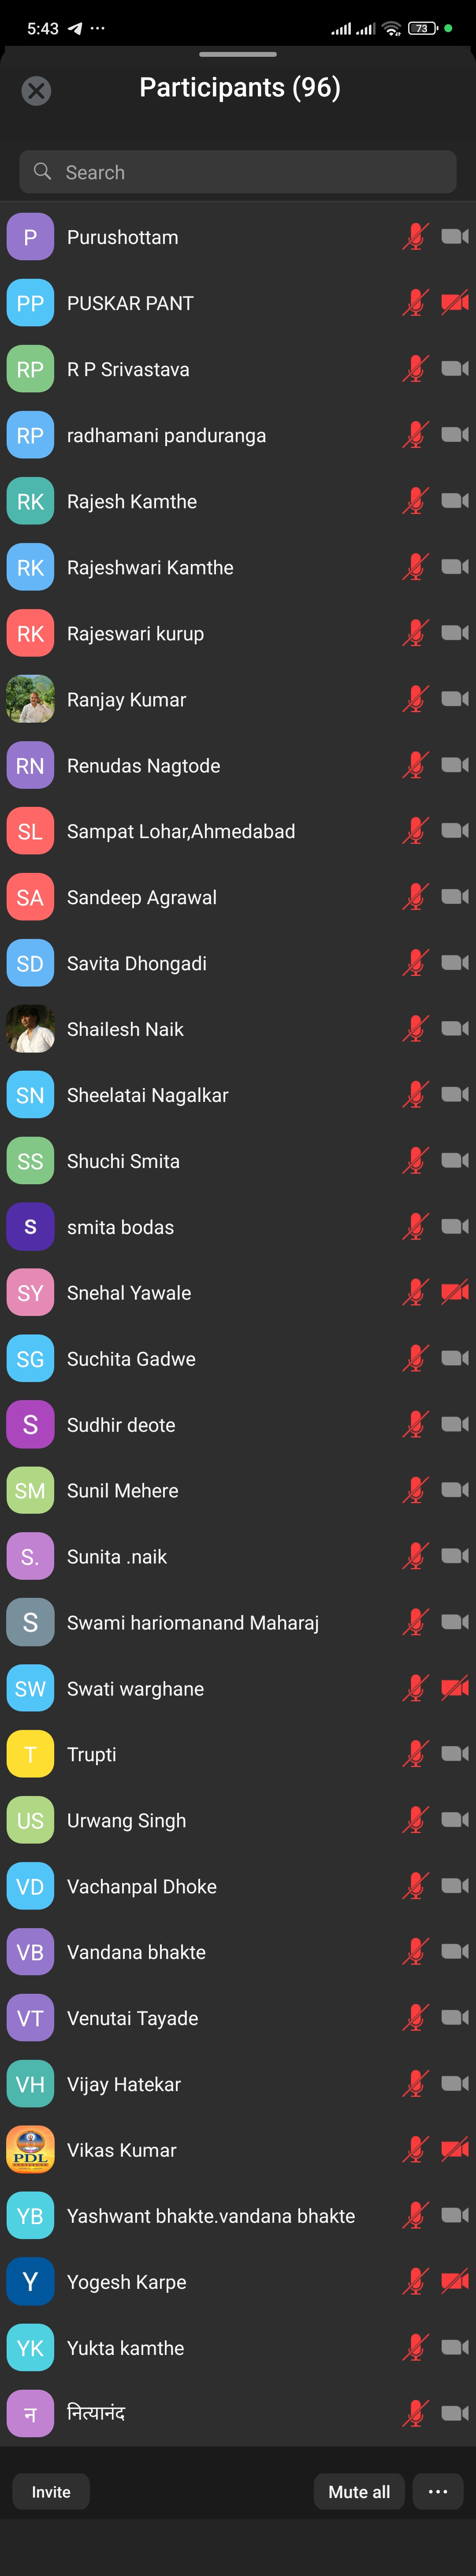 5:43
73
Participants (96)
Search
P Purushottam
PP PUSKAR PANT
RP R P Srivastava
RP radhamani panduranga
RK Rajesh Kamthe
RK Rajeshwari Kamthe
RK Rajeswari kurup
Ranjay Kumar
RN Renudas Nagtode
SL Sampat Lohar,Ahmedabad
SA Sandeep Agrawal
SD Savita Dhongadi
Shailesh Naik
SN Sheelatai Nagalkar
SS Shuchi Smita
s smita bodas
SY Snehal Yawale
SG Suchita Gadwe
S Sudhir deote
SM Sunil Mehere
S. Sunita .naik
S Swami hariomanand Maharaj
SW Swati warghane
T Trupti
US Urwang Singh
VD Vachanpal Dhoke
VB Vandana bhakte
VT Venutai Tayade
VH Vijay Hatekar
PDL Vikas Kumar
YB Yashwant bhakte.vandana bhakte
Y Yogesh Karpe
YK Yukta kamthe
न नित्यानंद
Invite Mute all